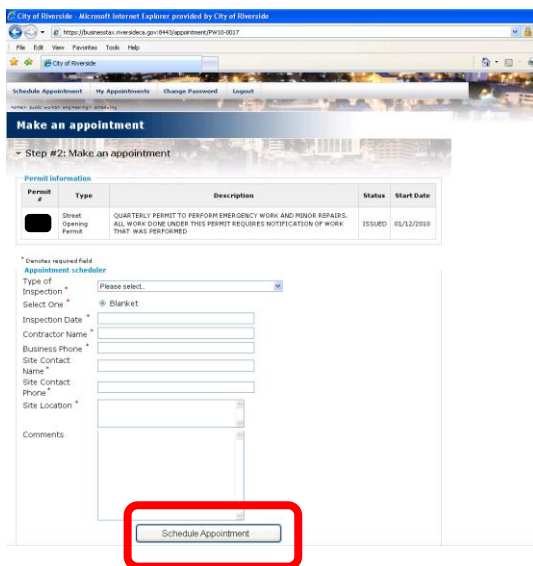 City of Riverside - Microsoft Internet Explorer provided by City of Riverside
https://businesstax.riversideca.gov:8443/appointment/PW10-0017
File Edit View Favorites Tools Help
City of Riverside
Schedule Appointment My Appointments Change Password Logout
Home> public works> engineering> scheduling
Make an appointment
Step #2: Make an appointment
Permit information
Permit # Type Description Status Start Date
Street Opening Permit
QUARTERLY PERMIT TO PERFORM EMERGENCY WORK AND MINOR REPAIRS.
ALL WORK DONE UNDER THIS PERMIT REQUIRES NOTIFICATION OF WORK
THAT WAS PERFORMED
ISSUED 01/12/2010
* Denotes required field
Appointment scheduler
Type of
Inspection * Please select..
Select One * Blanket
Inspection Date *
Contractor Name *
Business Phone *
Site Contact
Name *
Site Contact
Phone *
Site Location *
Comments
Schedule Appointment